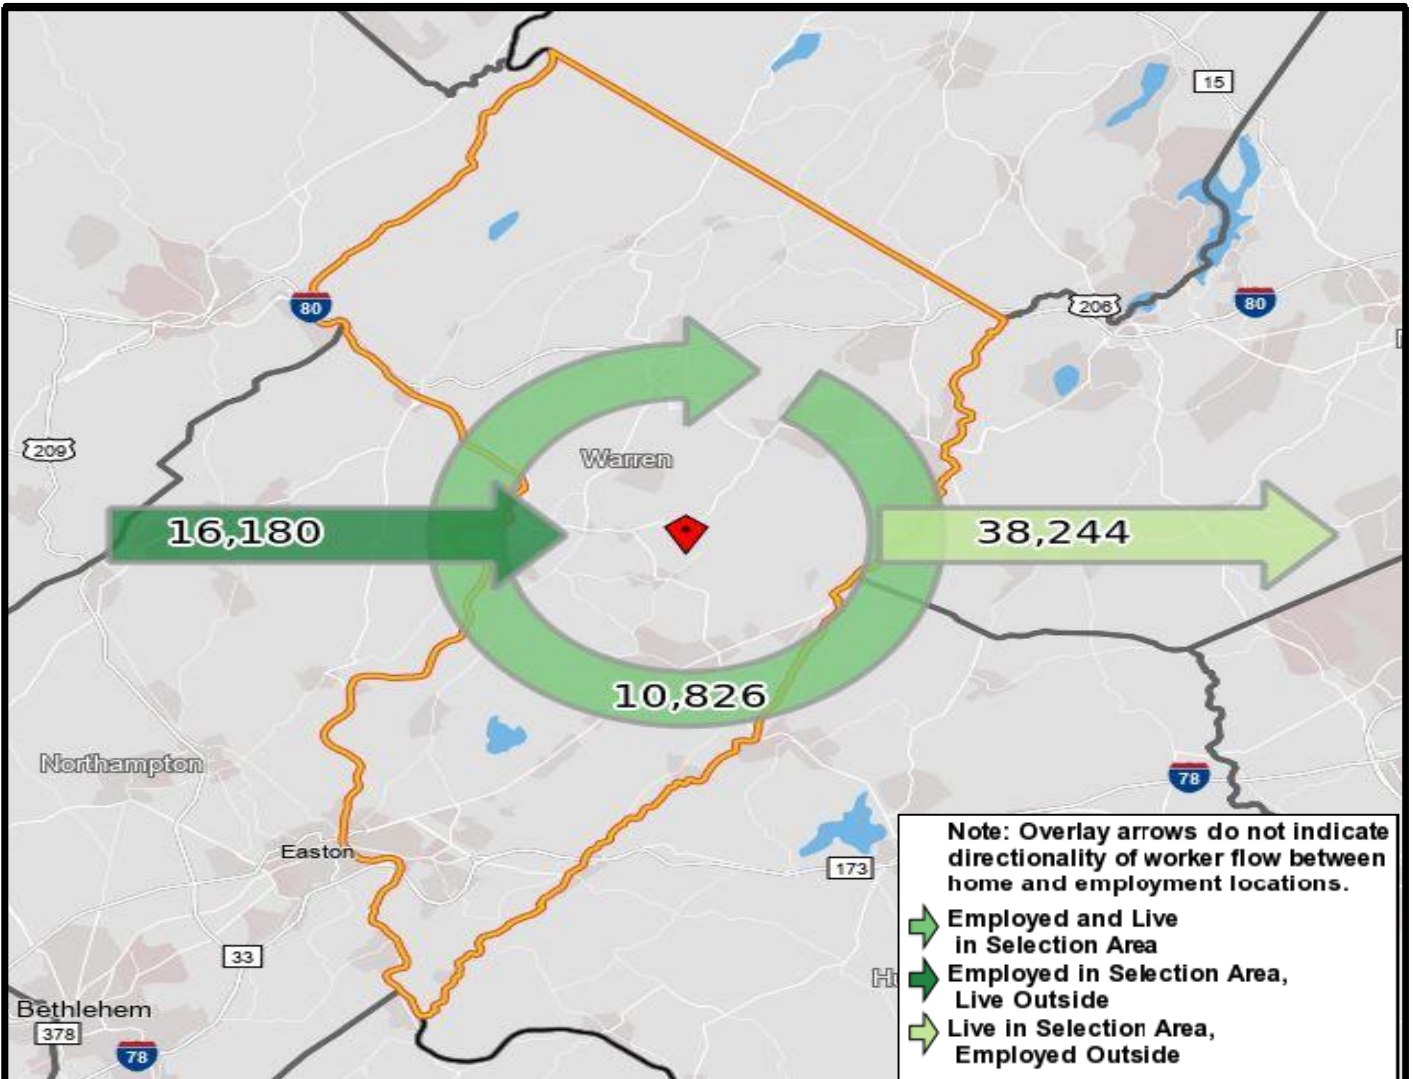 15
80
206
80
209
Warren
16,180
38,244
10,826
Northampton
78
Easton
173
33
Bethlehem
378
78
Note: Overlay arrows do not indicate
directionality of worker flow between
home and employment locations.
Employed and Live
in Selection Area
Employed in Selection Area,
Live Outside
Live in Selection Area,
Employed Outside